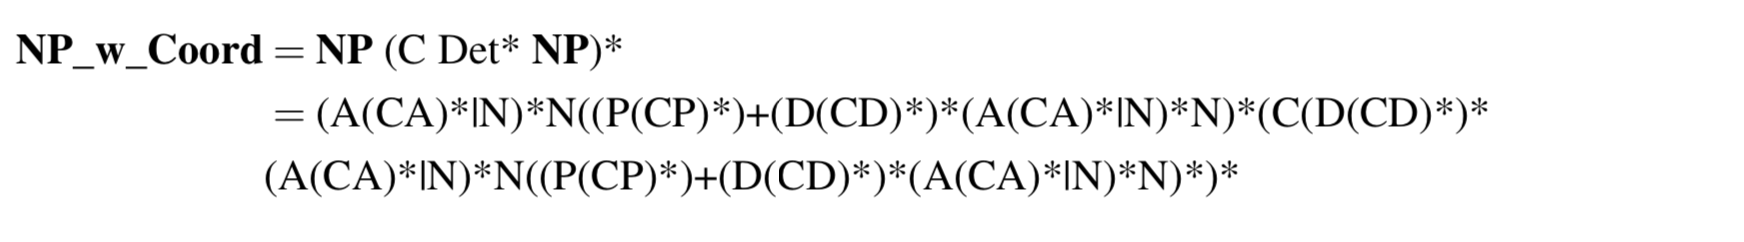 NP_w_Coord = NP (C Det* NP)*
= (A(CA)*|N)*N((P(CP)*)+(D(CD)*)*(A(CA)*|N)*N)*(C(D(CD)*)*
(A(CA)*|N)*N((P(CP)*)+(D(CD)*)*(A(CA)*|N)*N)*)*